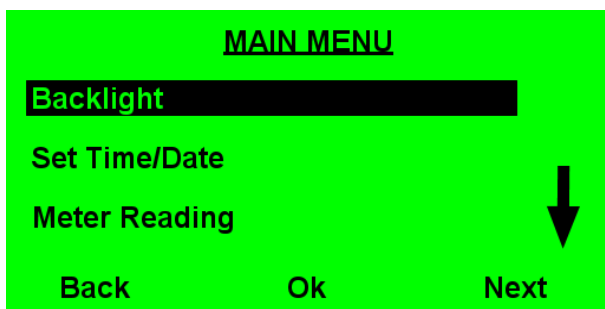 MAIN MENU
Backlight
Set Time/Date
Meter Reading
Back Ok Next